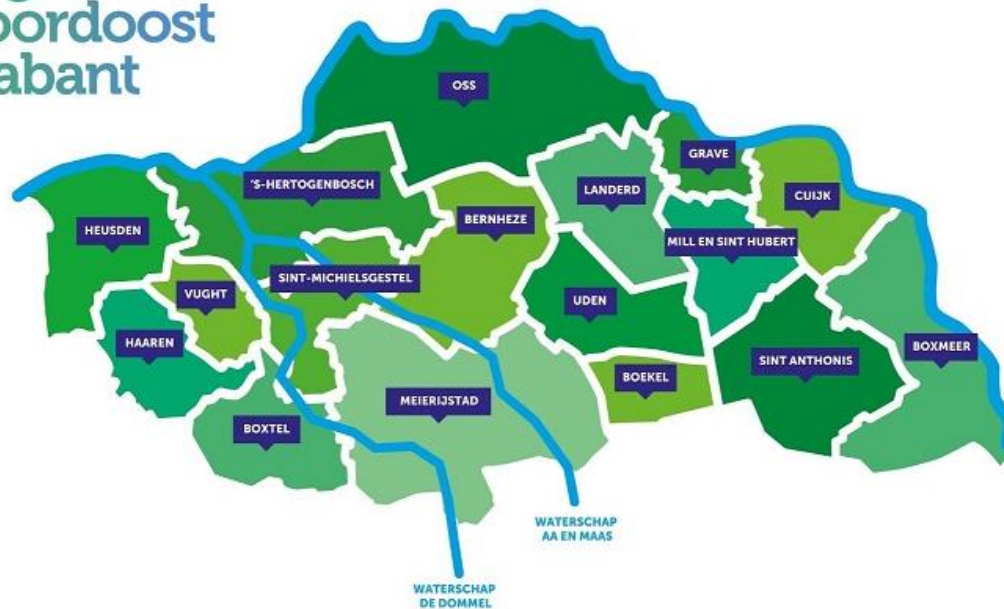 oordoost
abant
OSS
GRAVE
'S-HERTOGENBOSCH
LANDERD
CUIJK
BERNHEZE
HEUSDEN
MILL EN SINT HUBERT
SINT-MICHIELSGESTEL
VUGHT
UDEN
HAAREN
BOXMEER
SINT ANTHONIS
BOEKEL
MEIERIJSTAD
BOXTEL
WATERSCHAP
AA EN MAAS
WATERSCHAP
DE DOMMEL